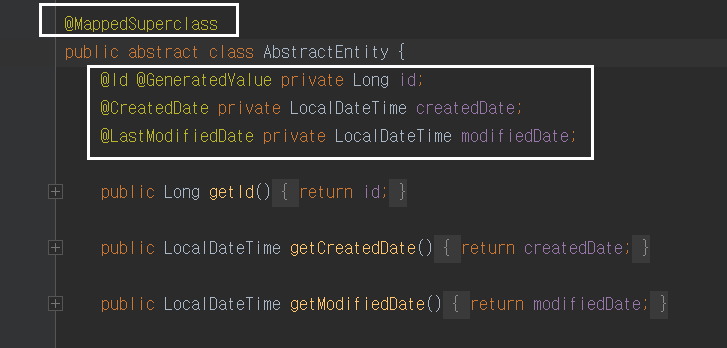 @MappedSuperclass
public abstract class AbstractEntity {
@Id @GeneratedValue private Long id;
@CreatedDate private LocalDateTime createdDate;
@LastModifiedDate private LocalDateTime modifiedDate;
public Long getId() { return id; }
public LocalDateTime getCreatedDate() { return createdDate; }
public LocalDateTime getModifiedDate() { return modifiedDate; }